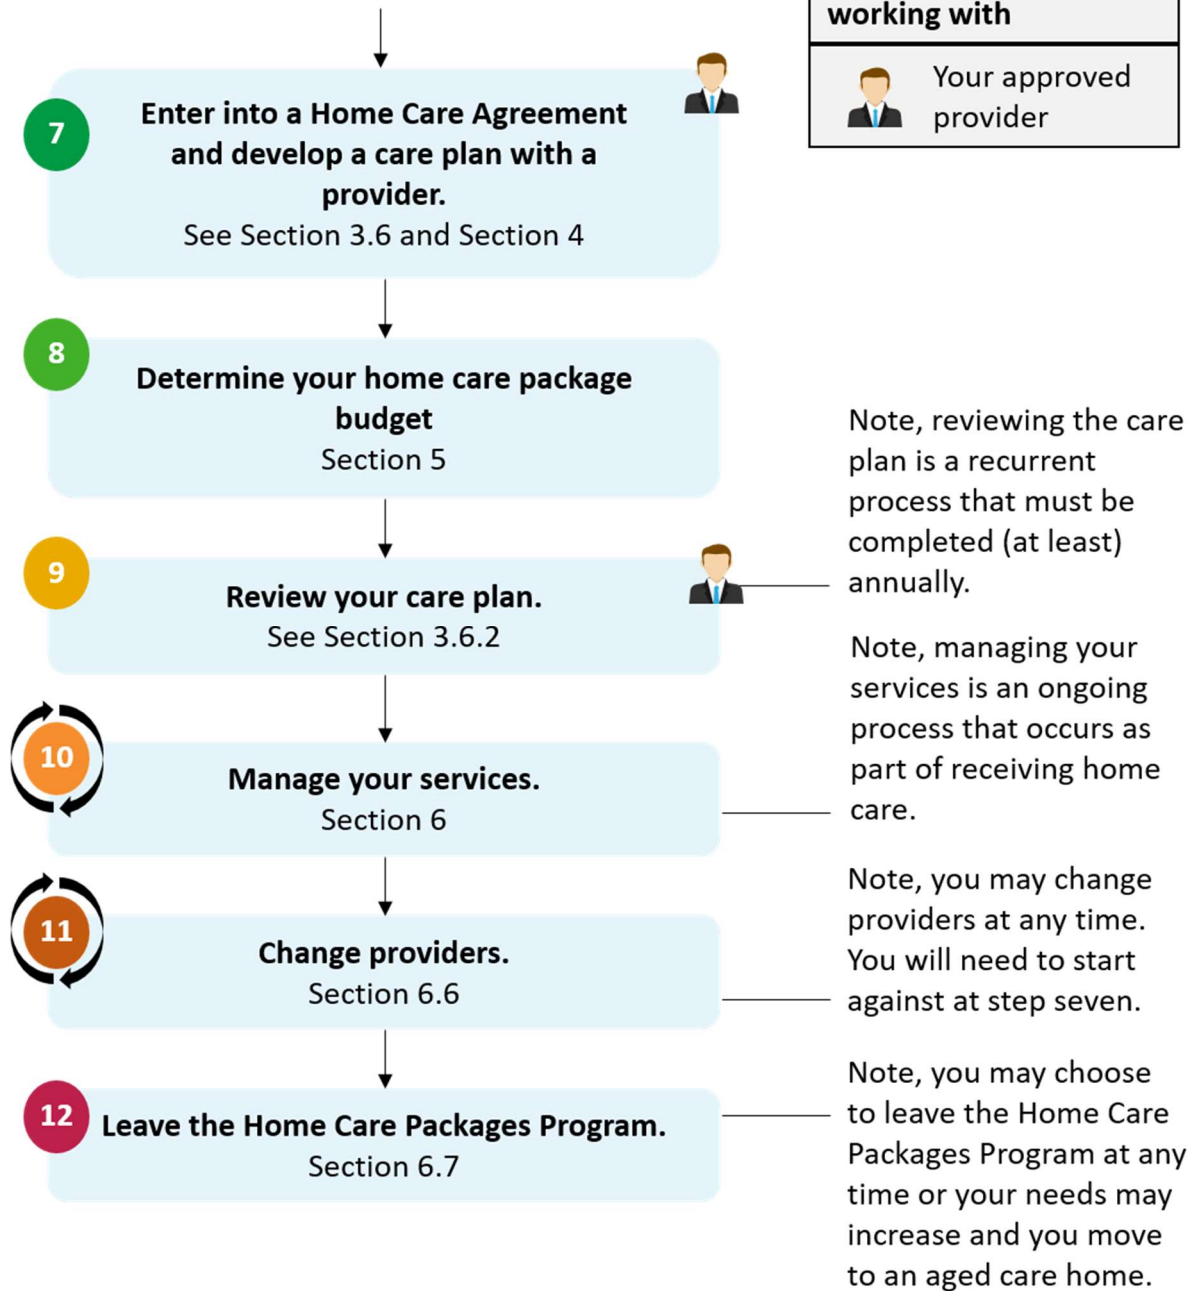 working with
Your approved
provider
7
Enter into a Home Care Agreement
and develop a care plan with a
provider.
See Section 3.6 and Section 4
8
Determine your home care package
budget
Section 5
9
Review your care plan.
See Section 3.6.2
Note, reviewing the care
plan is a recurrent
process that must be
completed (at least)
annually.
10
Manage your services.
Section 6
Note, managing your
services is an ongoing
process that occurs as
part of receiving home
care.
11
Change providers.
Section 6.6
Note, you may change
providers at any time.
You will need to start
against at step seven.
12
Leave the Home Care Packages Program.
Section 6.7
Note, you may choose
to leave the Home Care
Packages Program at any
time or your needs may
increase and you move
to an aged care home.